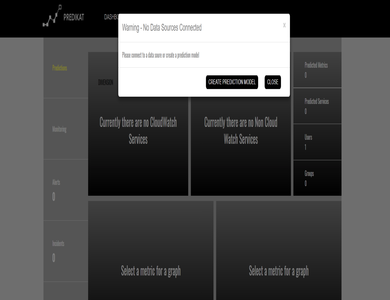 PREDIKAT
Warning - No Data Sources Connected
×
Please connect to a data source or create a prediction model
CREATE PREDICTION MODEL
CLOSE
Predictions
Monitoring
Alerts
0
Incidents
0
Currently there are no CloudWatch
Services
Currently there are no Non Cloud
Watch Services
Predicted Metrics
0
Predicted Services
0
Users
1
Groups
0
Select a metric for a graph
Select a metric for a graph